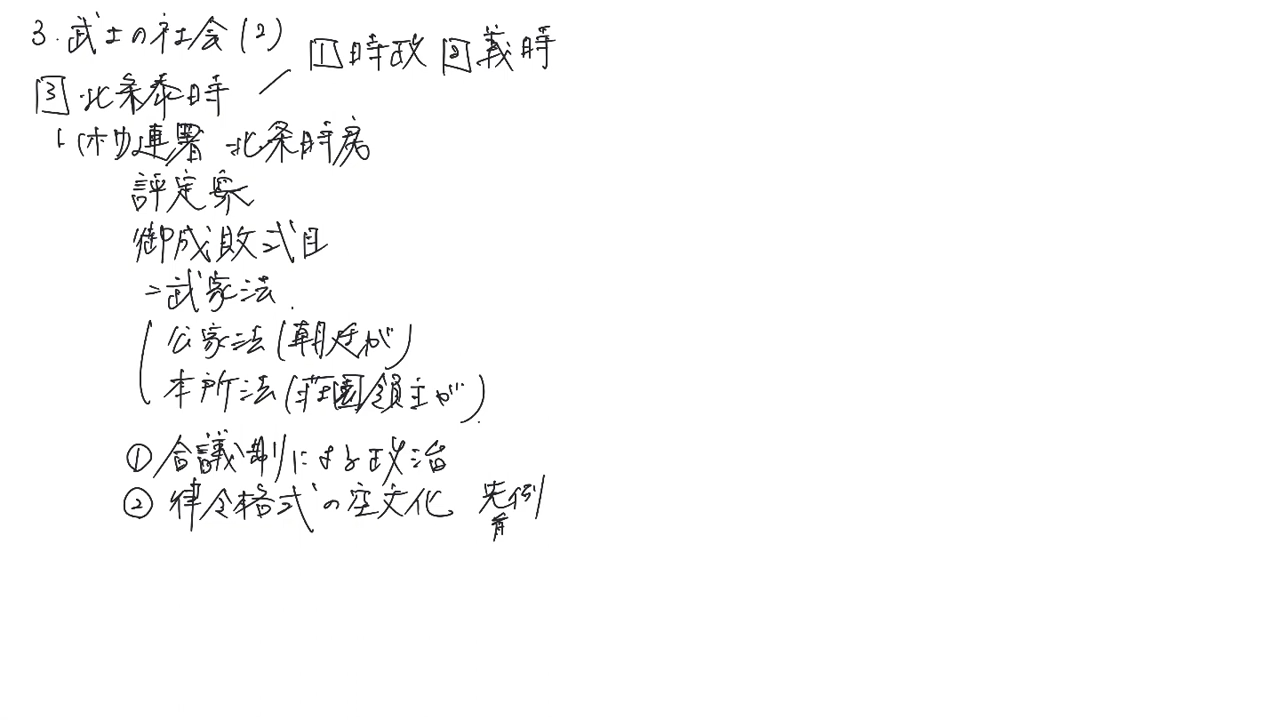 3.武士の社会(2)
①時政 ②義時
③北条泰時
(ホリ)連署 北条時房
評定衆
御成敗式目
=武家法
公家法(朝廷が)
本所法(荘園領主が)
①合議制による政治
②律令格式の空文化 先例